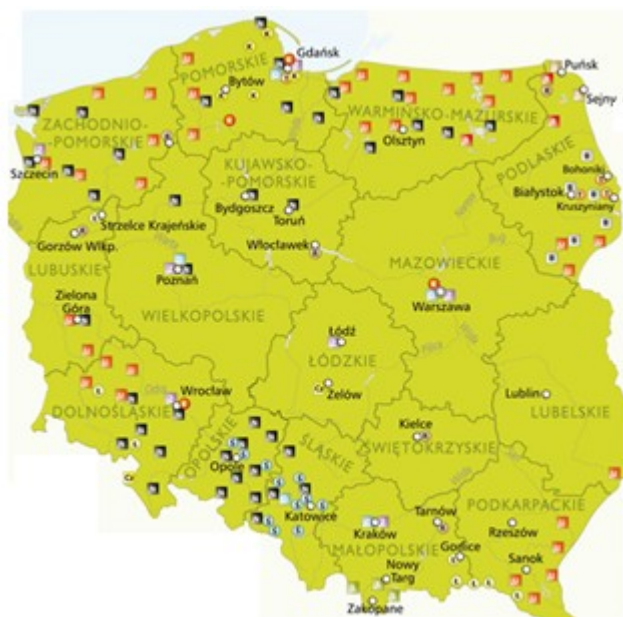 Gdańsk
POMORSKIE
Bytów
Puńsk
Sejny
WARMIŃSKO-MAZURSKIE
Olsztyn
ZACHODNIO-
POMORSKIE
Szczecin
KUJAWSKO-
POMORSKIE
PODLASKIE
Bohoniki
Białystok
Kruszyniany
Bydgoszcz
Toruń
Strzelce Krajeńskie
Gorzów Wlkp.
Włocławek
LUBUSKIE
Poznań
MAZOWIECKIE
Warszawa
Zielona
Góra
WIELKOPOLSKIE
Łódź
ŁÓDZKIE
Zelów
Wrocław
DOLNOŚLĄSKIE
Lublin
LUBELSKIE
Kielce
ŚWIĘTOKRZYSKIE
OPOLSKIE
Opole
ŚLĄSKIE
Katowice
Kraków
MAŁOPOLSKIE
Tarnów
PODKARPACKIE
Rzeszów
Gorlice
Nowy
Targ
Sanok
Zakopane